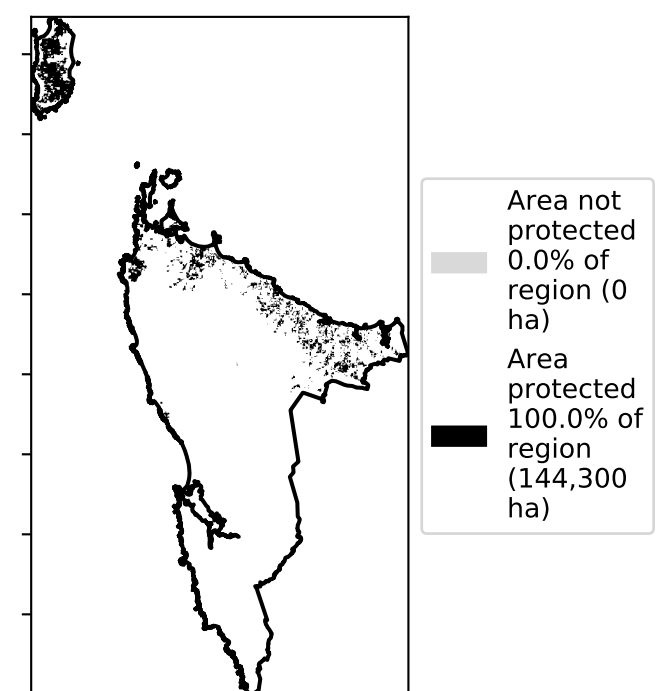 Area not
protected
0.0% of
region (0
ha)
Area
protected
100.0% of
region
(144,300
ha)